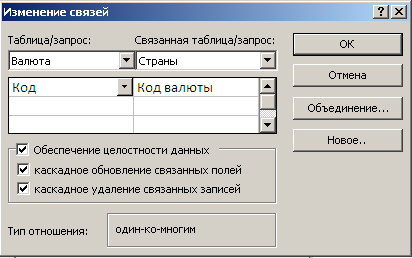 Изменение связей
Таблица/запрос: Связанная таблица/запрос:
Валюта Страны
Код Код валюты
Обеспечение целостности данных
каскадное обновление связанных полей
каскадное удаление связанных записей
Тип отношения: один-ко-многим
ОК
Отмена
Объединение...
Новое..